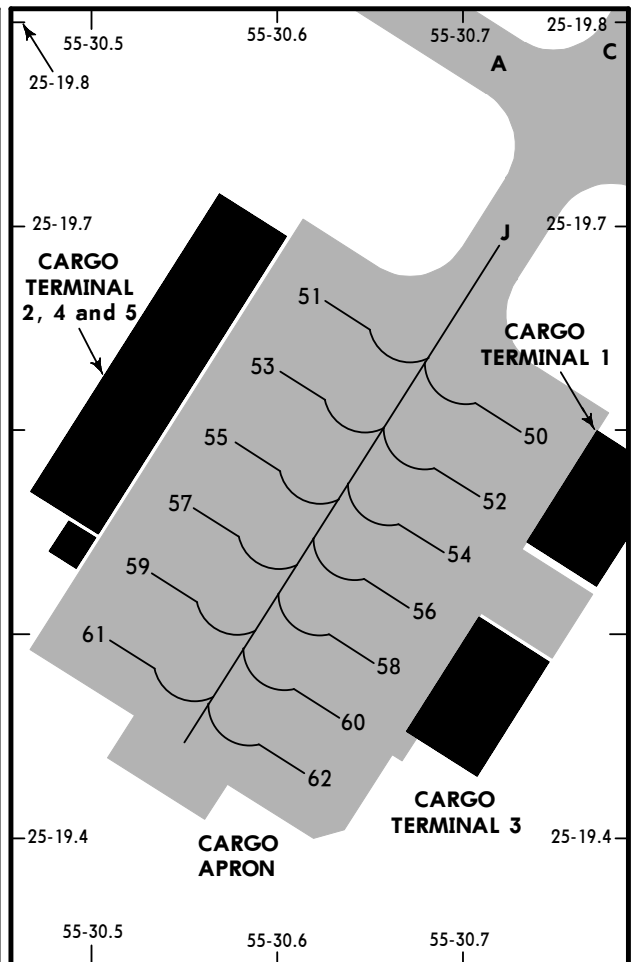 55-30.5
55-30.6
55-30.7
25-19.8
25-19.8
A
C
25-19.7
25-19.7
J
CARGO
TERMINAL
2, 4 and 5
51
CARGO
TERMINAL 1
53
50
55
52
57
54
59
56
61
58
60
62
CARGO
TERMINAL 3
25-19.4
25-19.4
CARGO
APRON
55-30.5
55-30.6
55-30.7